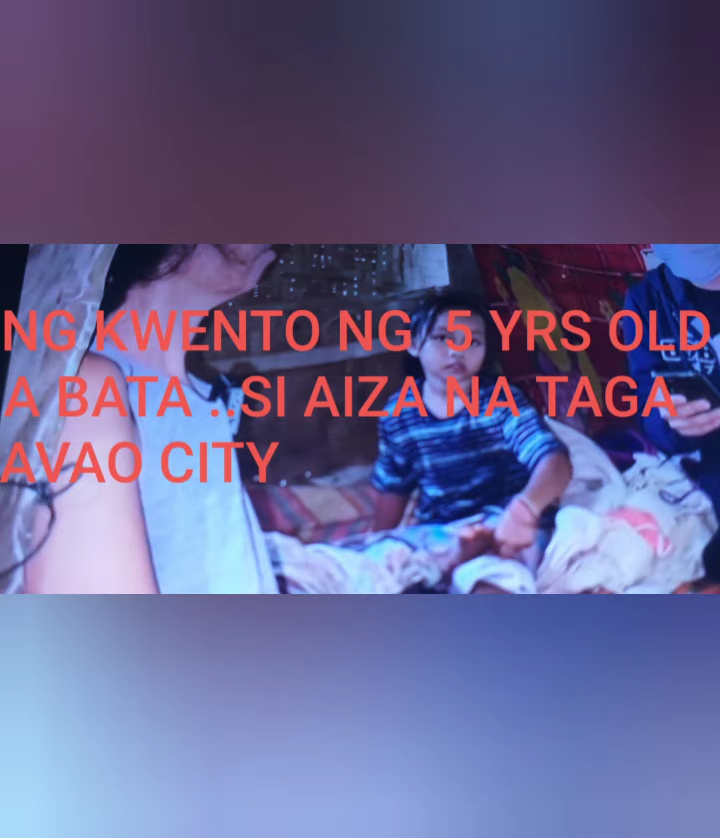 NG KWENTO NG 5 YRS OLD
A BATA ..SI AIZA NA TAGA
AVAO CITY